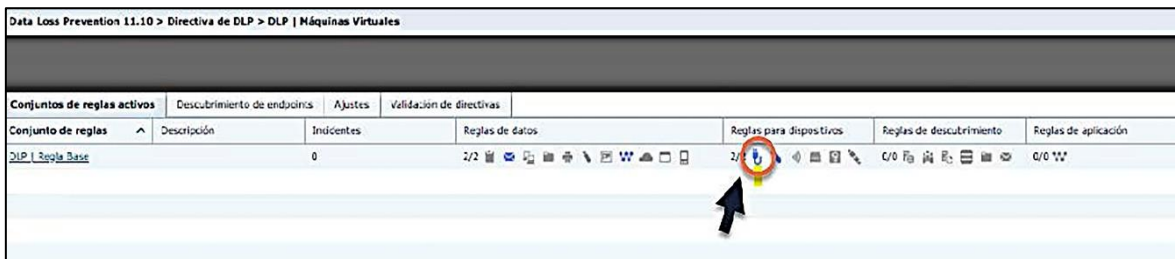 Data Loss Prevention 11.10 > Directiva de DLP > DLP | Máquinas Virtuales
Conjuntos de reglas activos Descubrimiento de endpoints Ajustes Validación de directivas
Conjunto de reglas Descripción Incidentes Reglas de datos Reglas para dispositivos Reglas de descubrimiento Reglas de aplicación
DLP | Regla Base 0 2/2 0/0 0/0